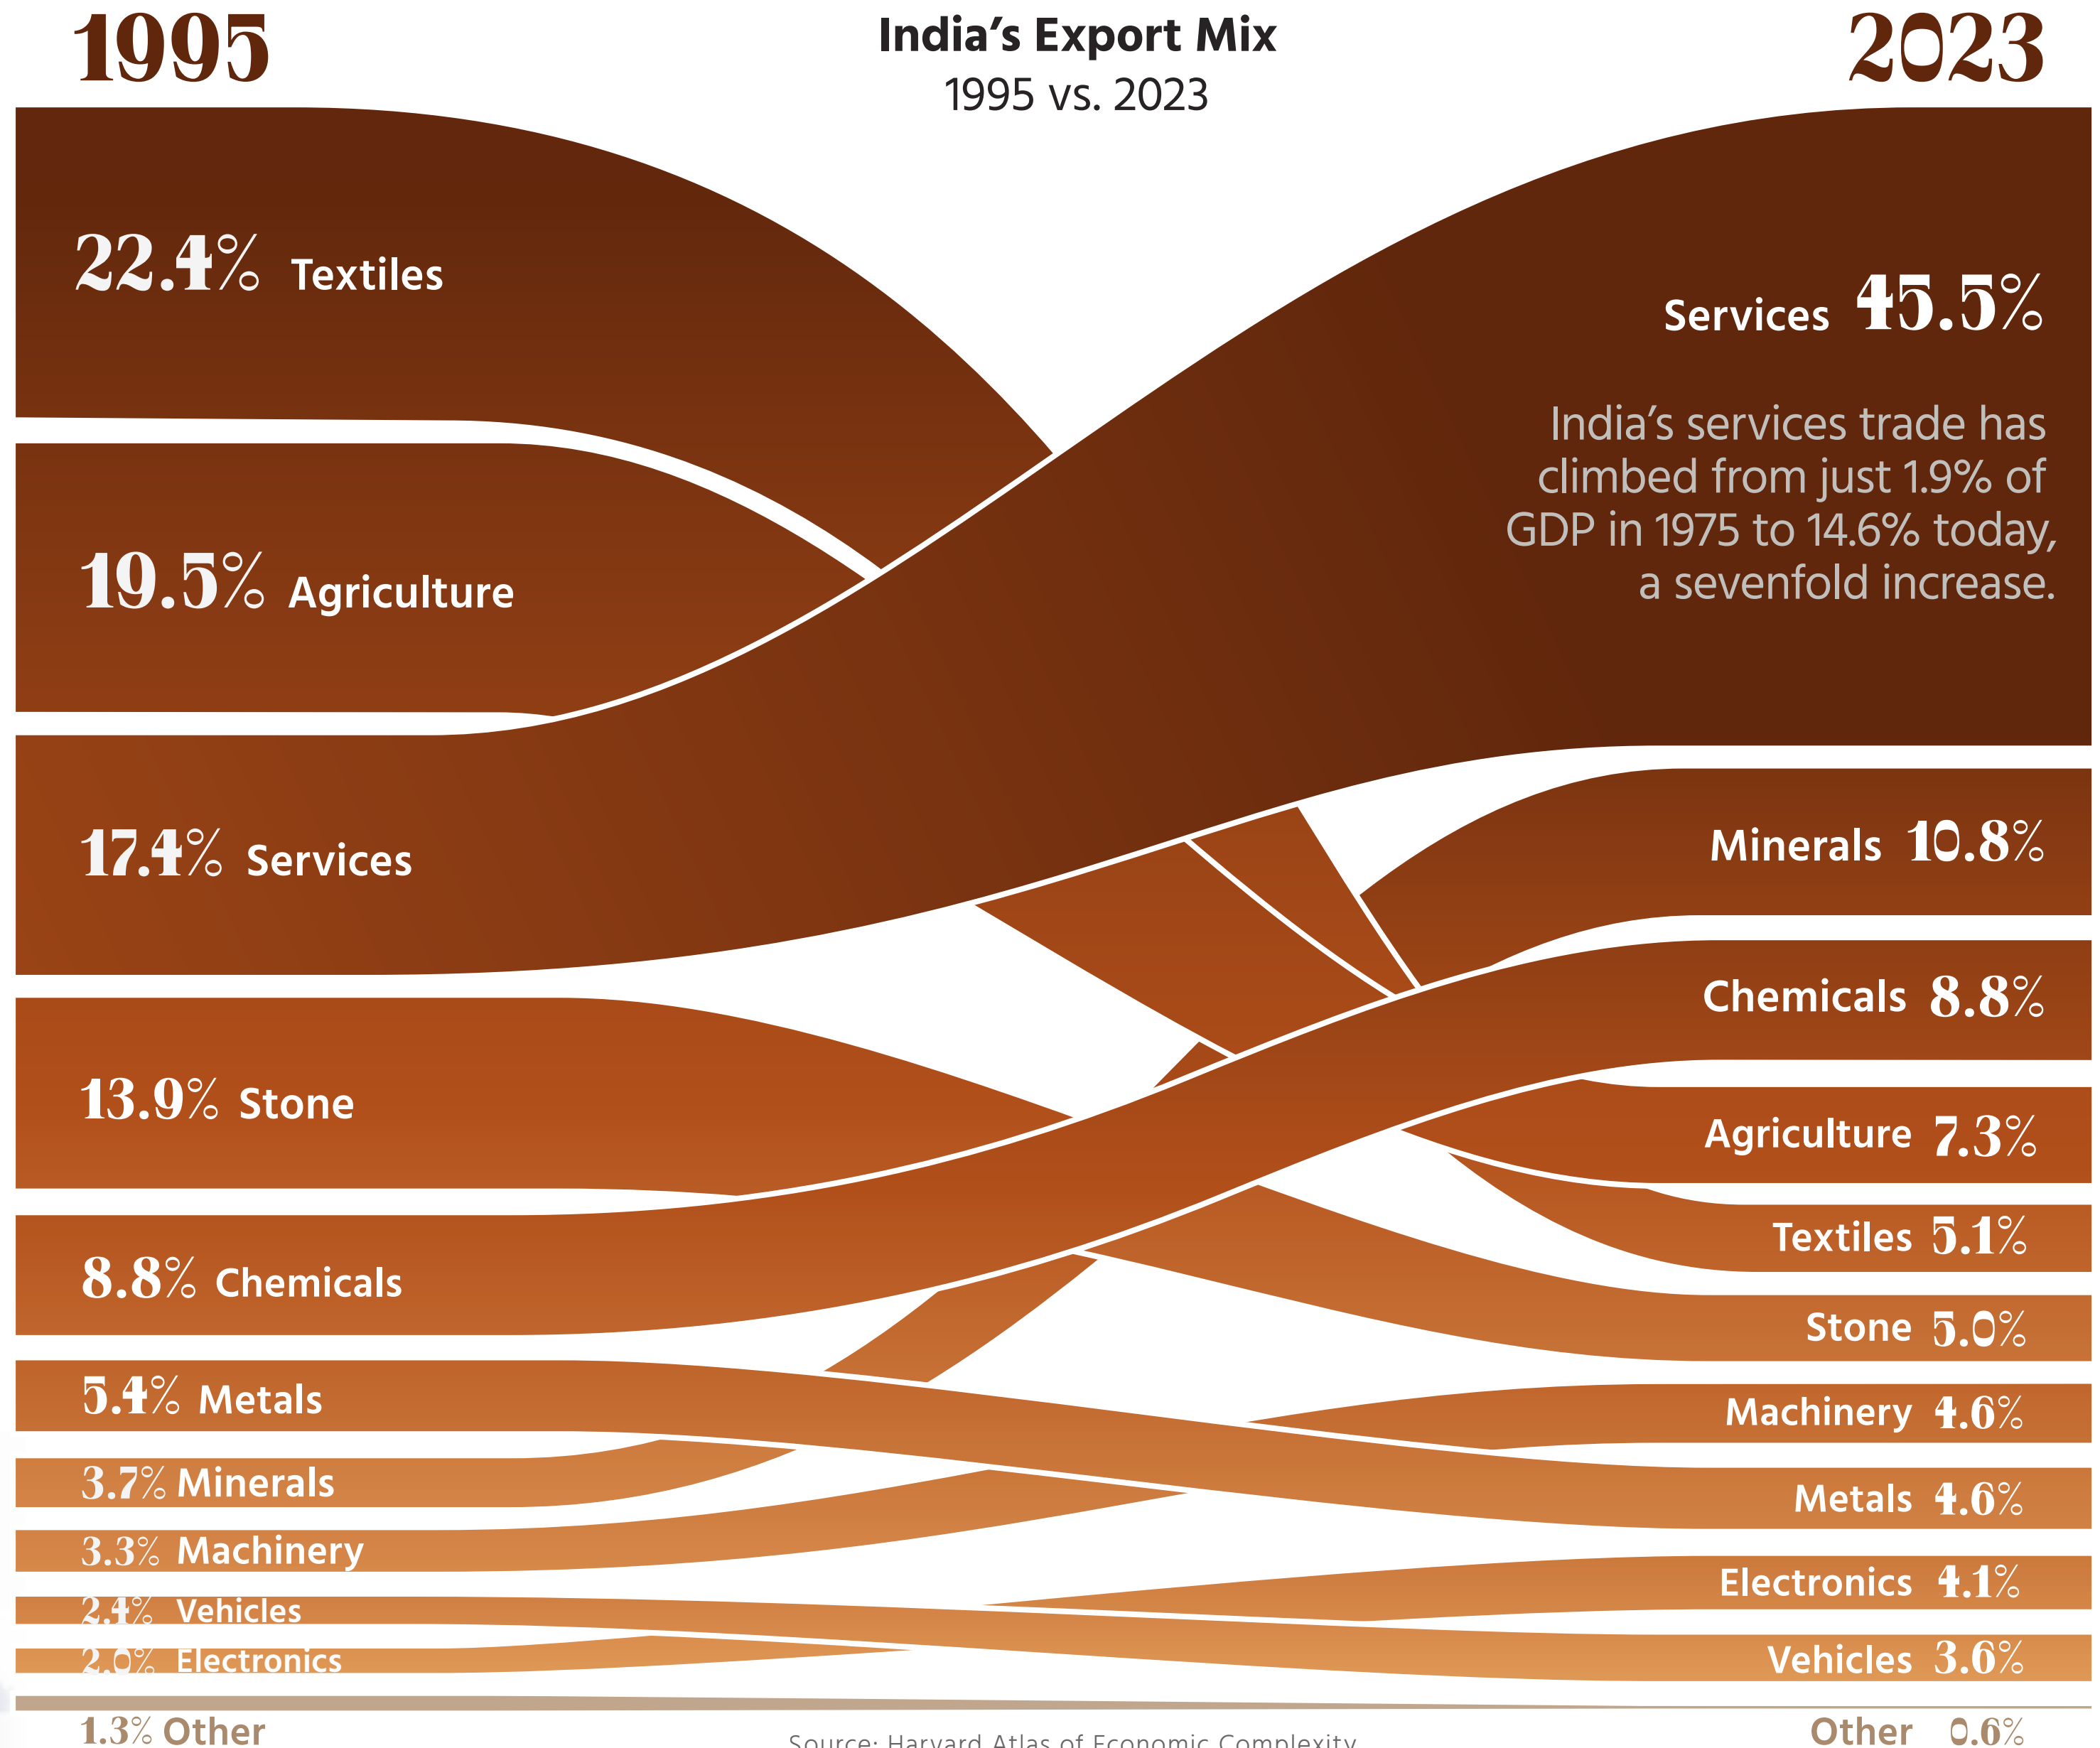 1995
India's Export Mix
1995 vs. 2023
2023
22.4% Textiles
19.5% Agriculture
17.4% Services
13.9% Stone
8.8% Chemicals
5.4% Metals
3.7% Minerals
3.3% Machinery
2.4% Vehicles
2.0% Electronics
1.3% Other
Services 45.5%
India's services trade has
climbed from just 1.9% of
GDP in 1975 to 14.6% today,
a sevenfold increase.
Minerals 10.8%
Chemicals 8.8%
Agriculture 7.3%
Textiles 5.1%
Stone 5.0%
Machinery 4.6%
Metals 4.6%
Electronics 4.1%
Vehicles 3.6%
Other 0.6%
Source: Harvard Atlas of Economic Complexity